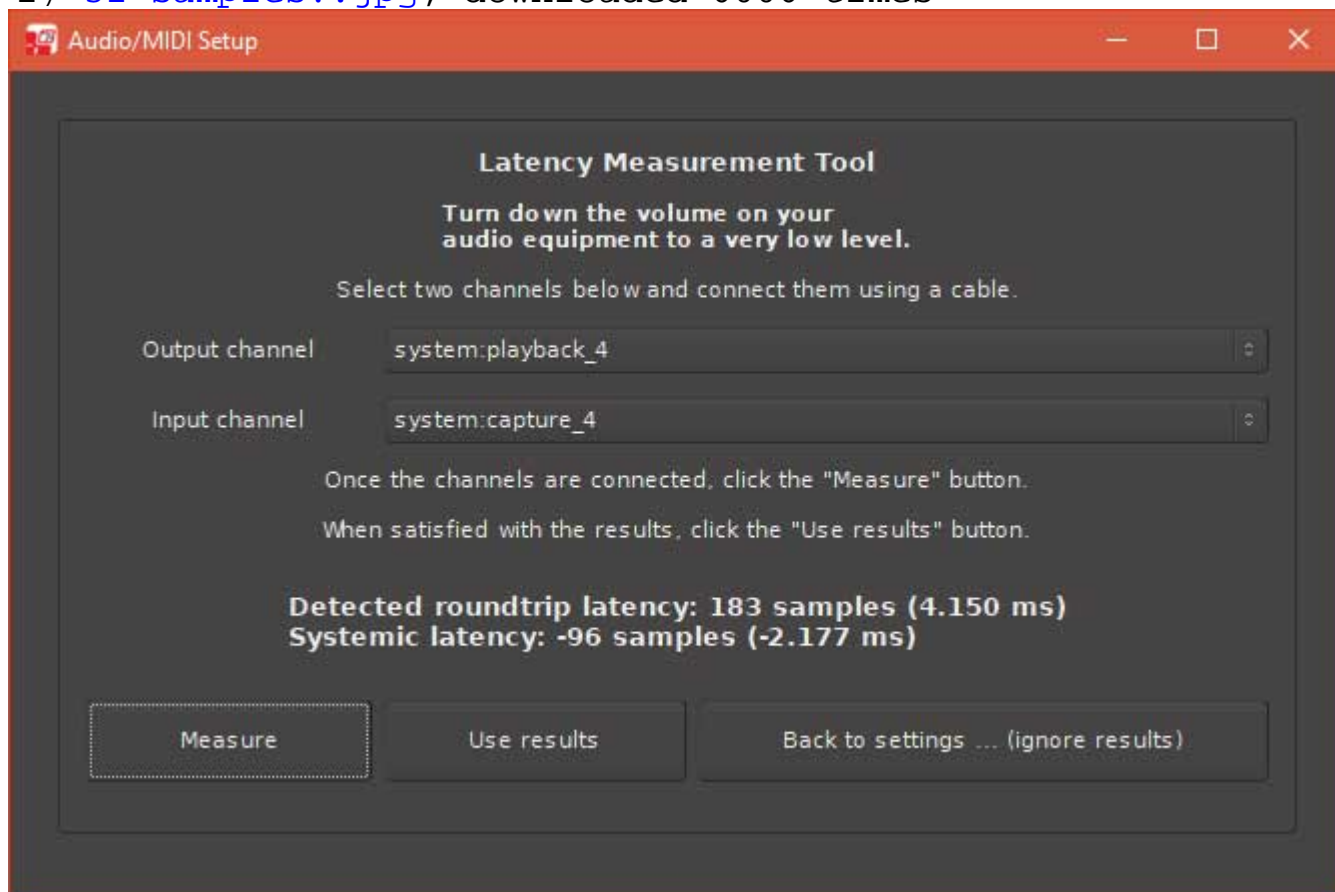 Audio/MIDI Setup
Latency Measurement Tool
Turn down the volume on your
audio equipment to a very low level.
Select two channels below and connect them using a cable.
Output channel system:playback_4
Input channel system:capture_4
Once the channels are connected, click the "Measure" button.
When satisfied with the results, click the "Use results" button.
Detected roundtrip latency: 183 samples (4.150 ms)
Systemic latency: -96 samples (-2.177 ms)
Measure Use results Back to settings ... (ignore results)